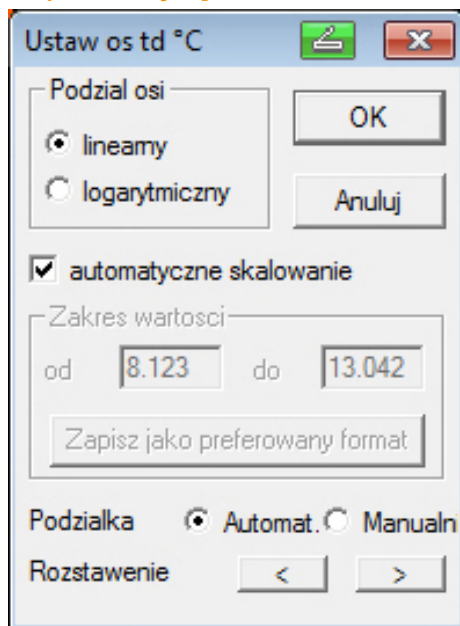 Ustaw os td °C
Podzial osi
linearny
logarytmiczny
OK
Anuluj
automatyczne skalowanie
Zakres wartosci
od 8.123 do 13.042
Zapisz jako preferowany format
Podzialka Automat. Manualni
Rozstawenie < >